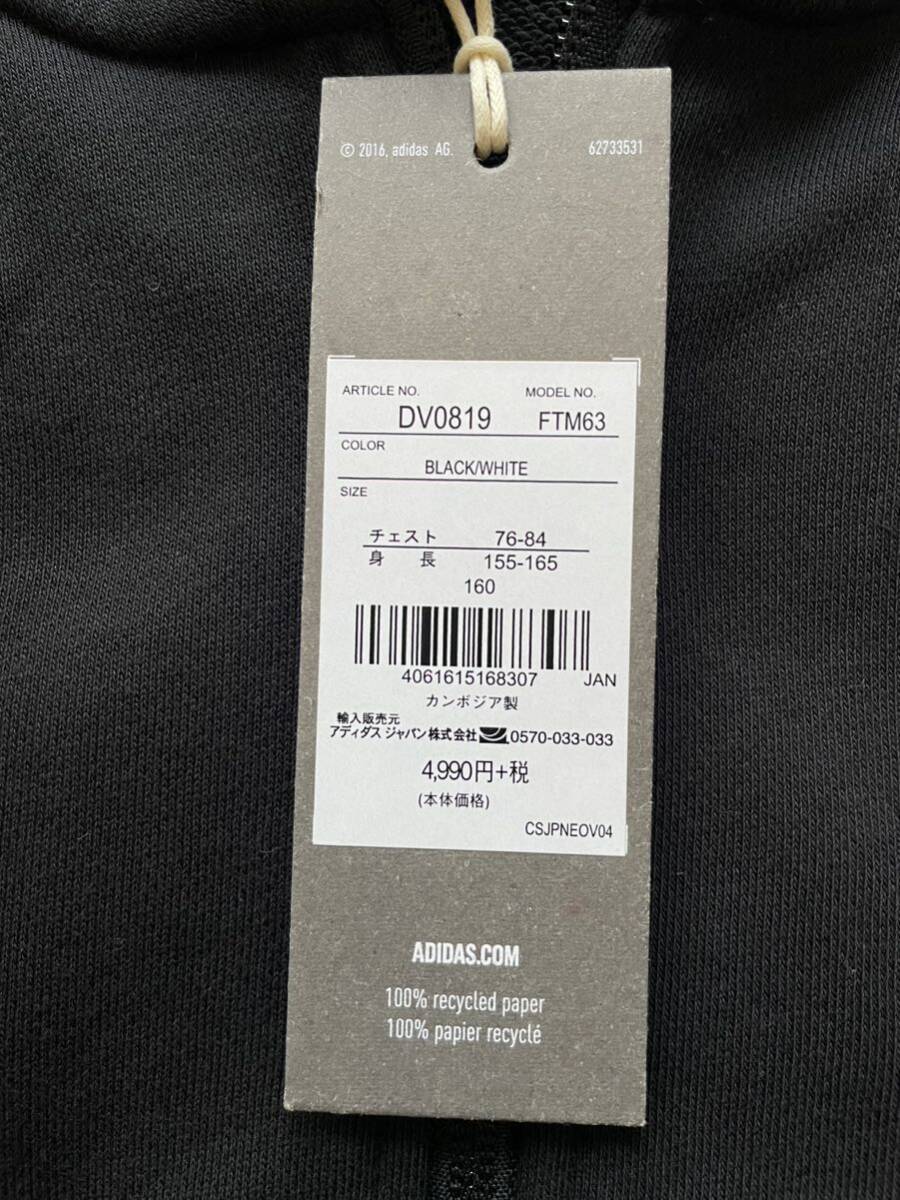 © 2016, adidas AG. 62733531
ARTICLE NO. MODEL NO.
DV0819 FTM63
COLOR
BLACK/WHITE
SIZE
チェスト 76-84
身 長 155-165
160
4061615168307 JAN
カンボジア製
輸入販売元
アディダス ジャパン株式会社 0570-033-033
4,990円+税
(本体価格)
CSJPNEOV04
ADIDAS.COM
100% recycled paper
100% papier recyclé